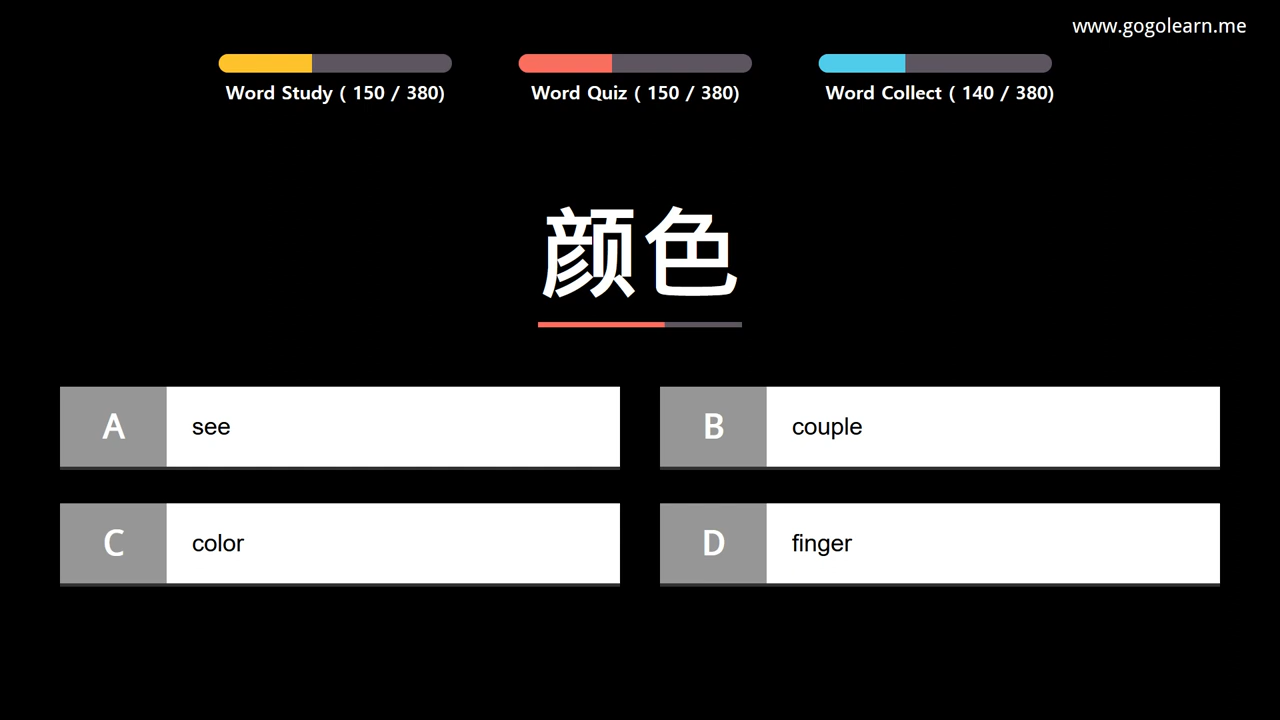 www.gogolearn.me
Word Study ( 150 / 380)
Word Quiz ( 150 / 380)
Word Collect ( 140 / 380)
颜色
A see
B couple
C color
D finger